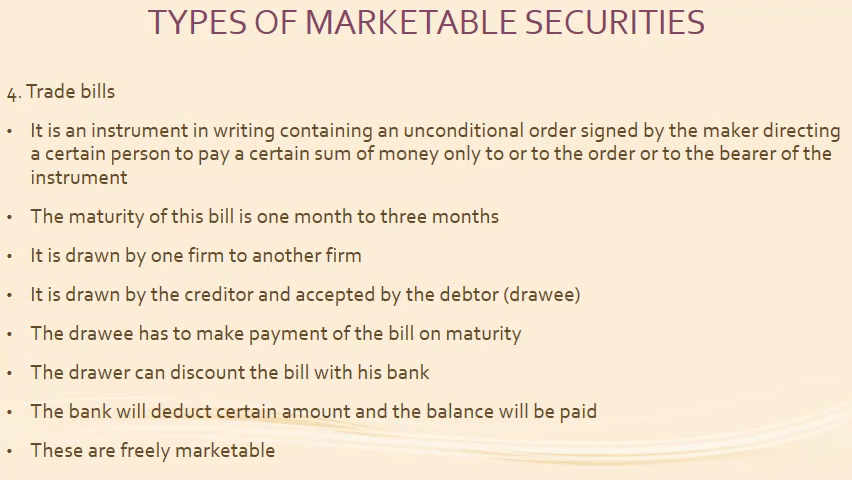 TYPES OF MARKETABLE SECURITIES
4. Trade bills
• It is an instrument in writing containing an unconditional order signed by the maker directing
a certain person to pay a certain sum of money only to or to the order or to the bearer of the
instrument
• The maturity of this bill is one month to three months
• It is drawn by one firm to another firm
• It is drawn by the creditor and accepted by the debtor (drawee)
• The drawee has to make payment of the bill on maturity
• The drawer can discount the bill with his bank
• The bank will deduct certain amount and the balance will be paid
• These are freely marketable